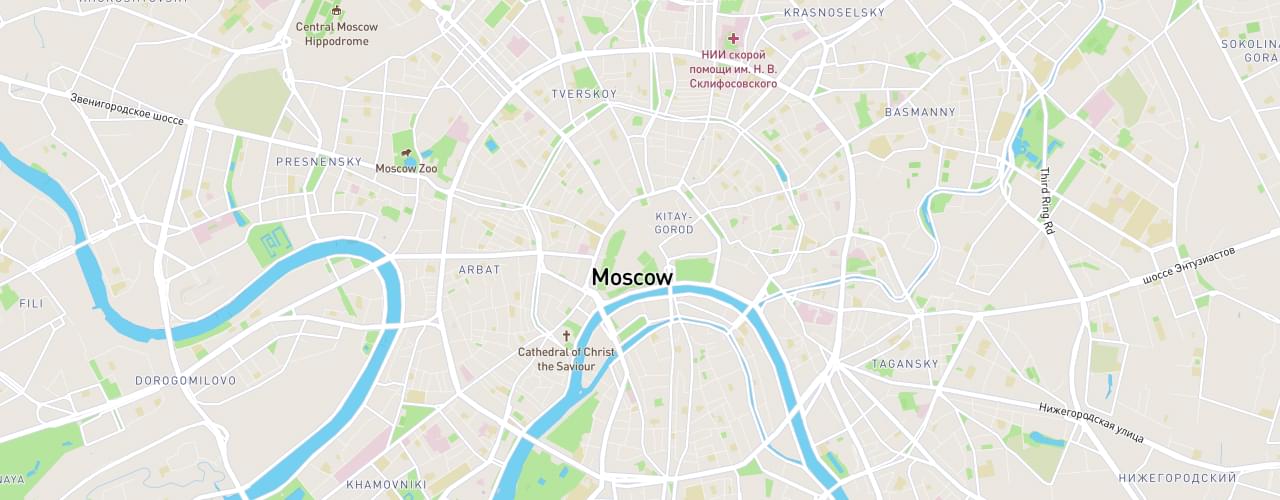 KRASNOSELSKY
Central Moscow
Hippodrome
SOKOLINA
GORA
НИИ скорой
помощи им. Н. В.
Склифосовского
TVERSKOY
Звенигородское шоссе
BASMANNY
PRESNENSKY
Moscow Zoo
Third Ring Rd
KITAY-
GOROD
ARBAT
Moscow
шоссе Энтузиастов
FILI
Cathedral of Christ
the Saviour
TAGANSKY
DOROGOMILOVO
Нижегородская улица
NAYA
KHAMOVNIKI
НИЖЕГОРОДСКИЙ